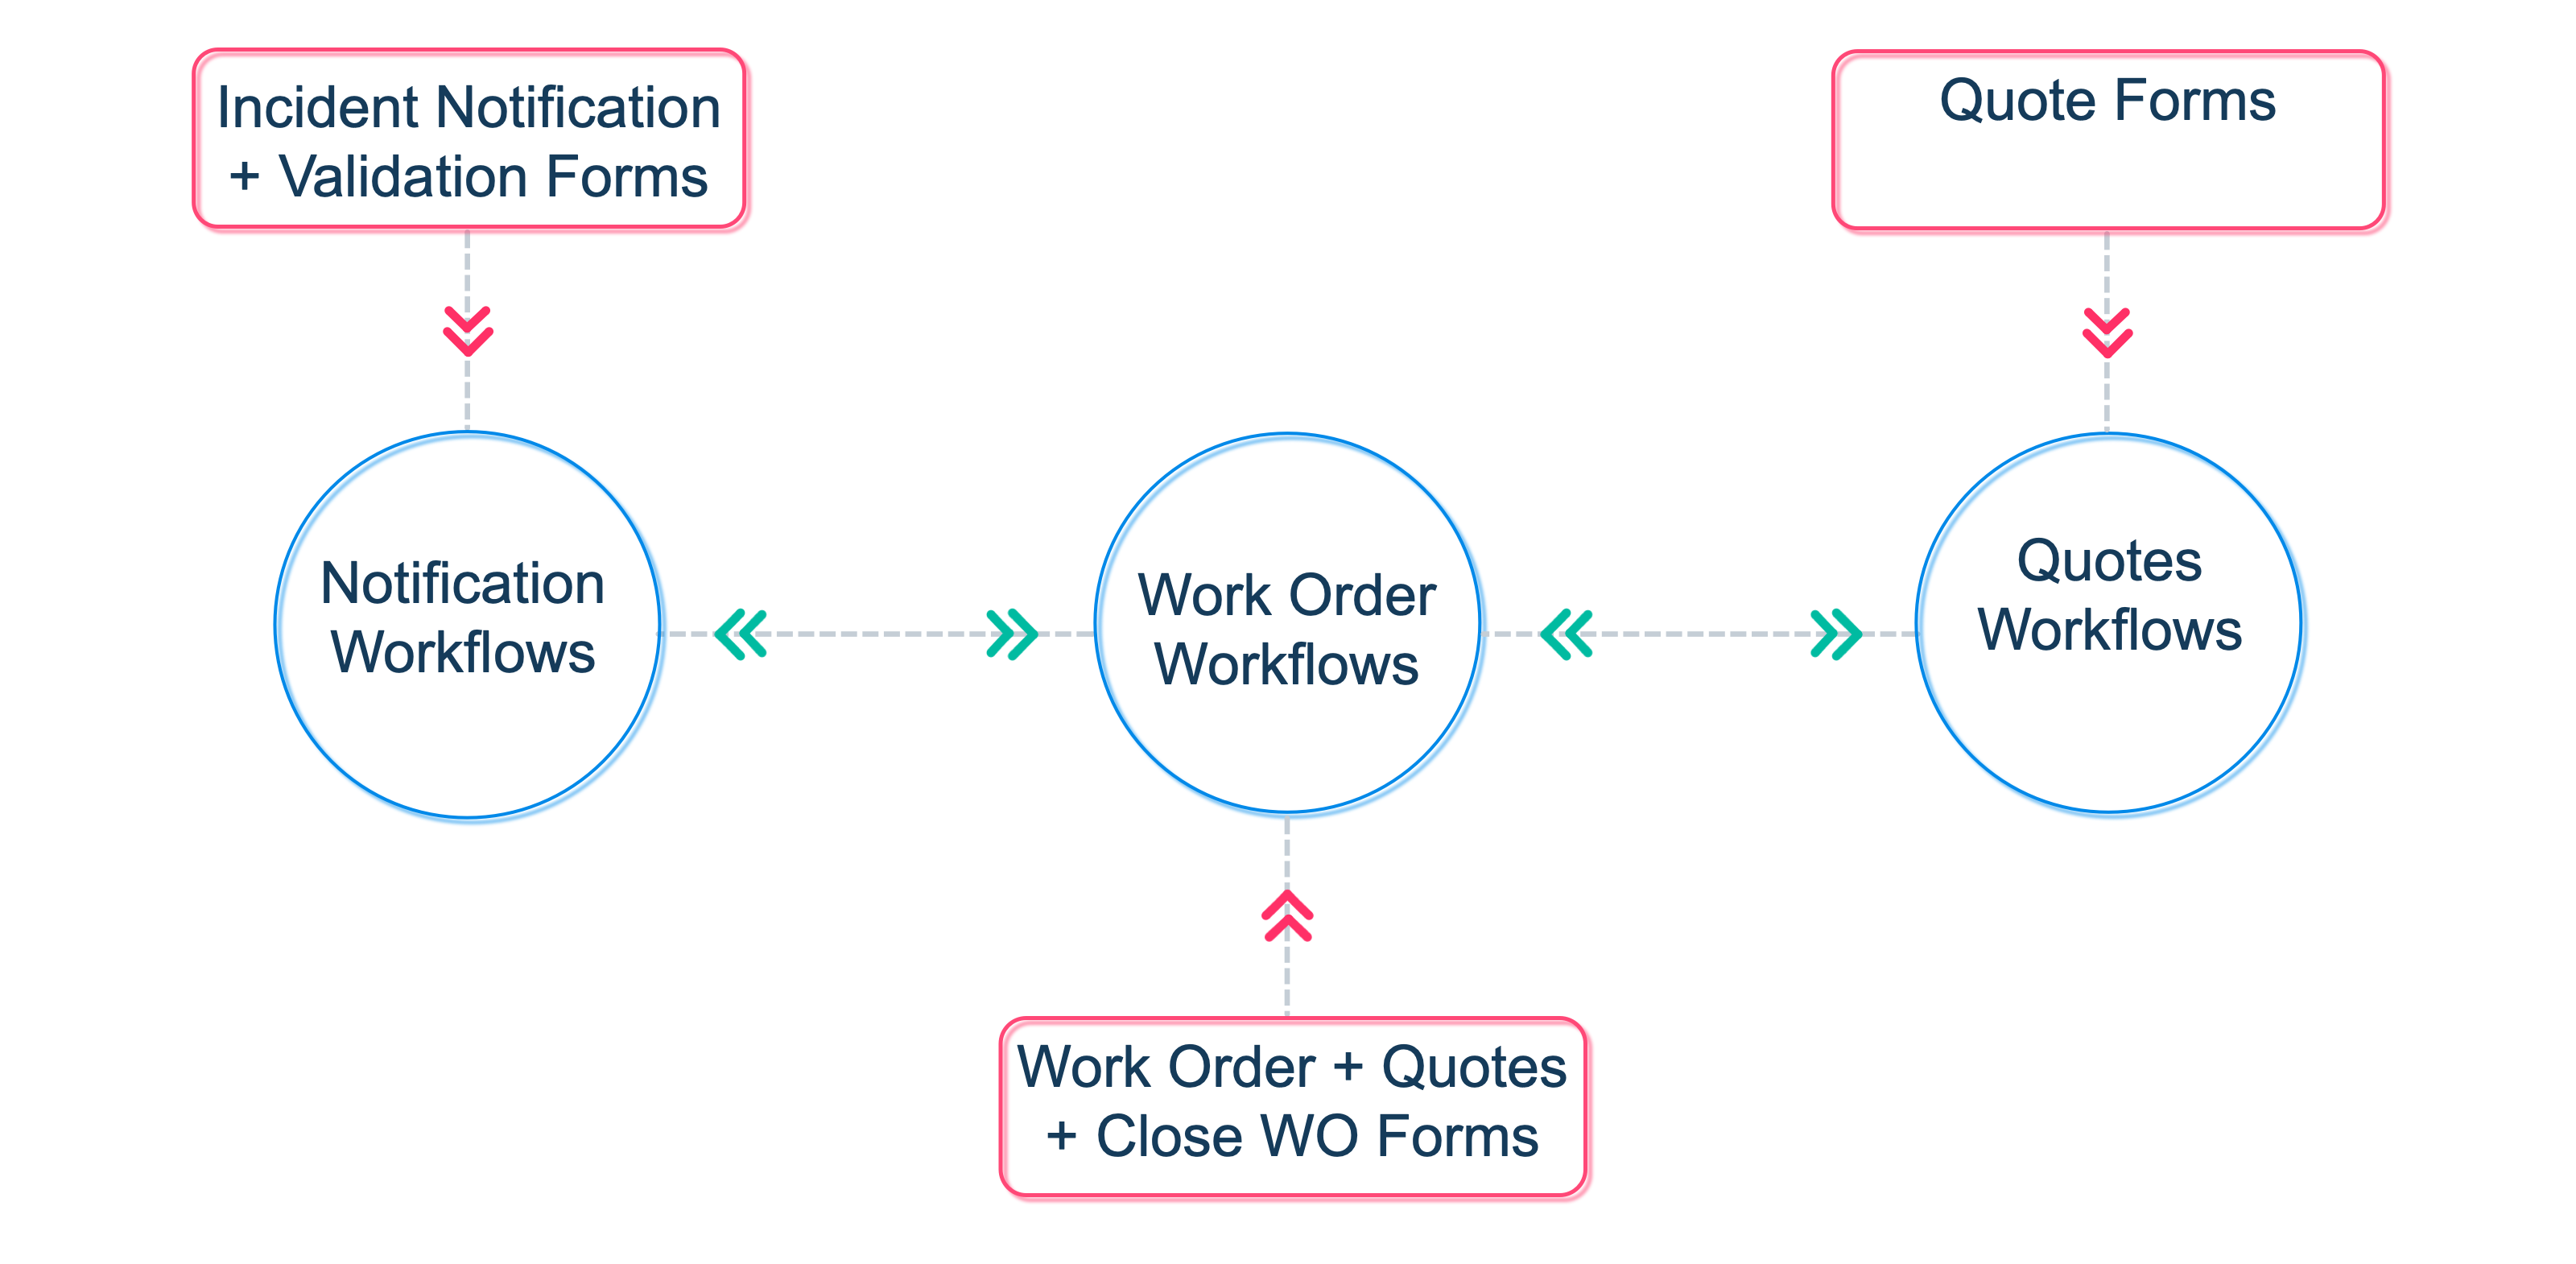 Incident Notification
+ Validation Forms
Quote Forms
Notification
Workflows
Work Order
Workflows
Quotes
Workflows
Work Order + Quotes
+ Close WO Forms